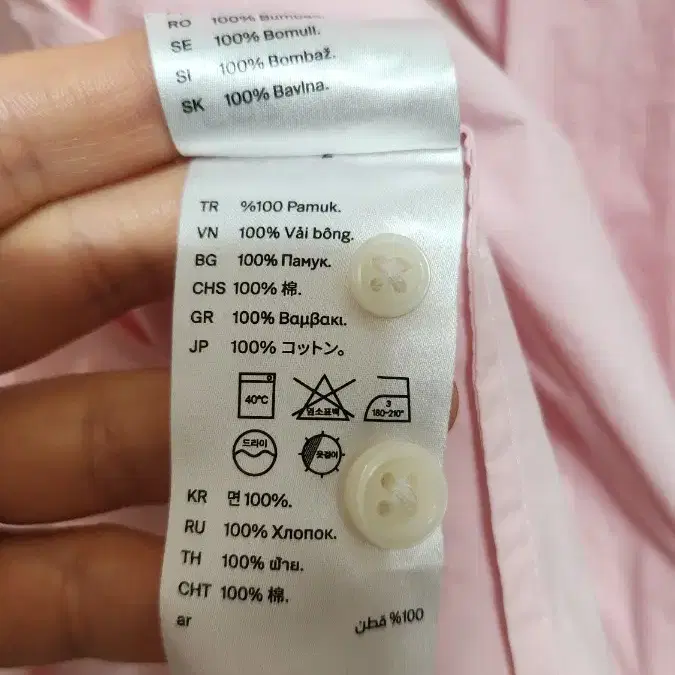 RO 100% Bumbac.
SE 100% Bomull.
SI 100% Bombaž.
SK 100% Bavlna.
TR %100 Pamuk.
VN 100% Vải bông.
BG 100% Памук.
CHS 100% 棉.
GR 100% Βαμβακι.
JP 100% コットン。
40°C 염소표백 3 180-210°
드라이 옷걸이
KR 면 100%.
RU 100% Хлопок.
TH 100% ฝ้าย.
CHT 100% 棉.
ar %100 قطن